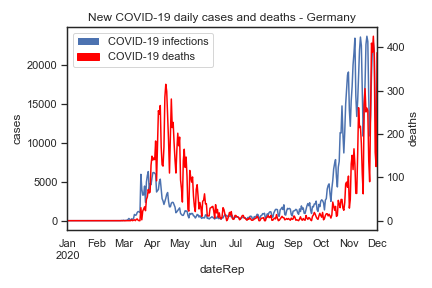 New COVID-19 daily cases and deaths - Germany
COVID-19 infections
COVID-19 deaths
20000
15000
10000
5000
0
cases
400
300
200
100
0
deaths
Jan Feb Mar Apr May Jun Jul Aug Sep Oct Nov Dec
2020
dateRep